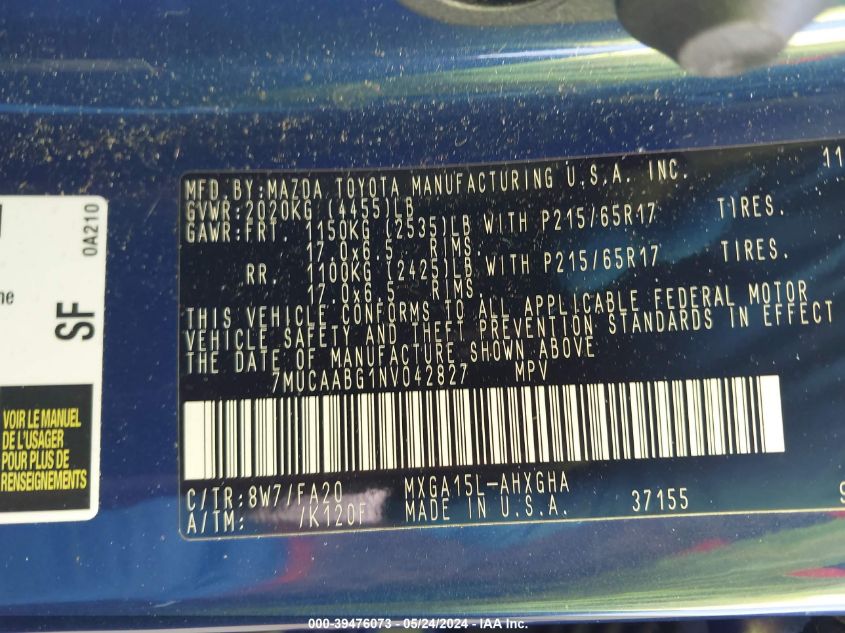 MFD.BY:MAZDA TOYOTA MANUFACTURING U.S.A. INC. 11
GVWR:2020KG (4455)LB
GAWR:FRT. 1150KG (2535)LB WITH P215/65R17 TIRES.
17.0x6.5 RIMS.
RR. 1100KG (2425)LB WITH P215/65R17 TIRES.
17.0x6.5 RIMS.
THIS VEHICLE CONFORMS TO ALL APPLICABLE FEDERAL MOTOR
VEHICLE SAFETY AND THEFT PREVENTION STANDARDS IN EFFECT
THE DATE OF MANUFACTURE SHOWN ABOVE
7MUCAABG1NV042827 MPV
C/TR:8W7/FA20 MXGA15L-AHXGHA
A/TM: /K120F MADE IN U.S.A. 37155
0A210
SF
VOIR LE MANUEL
DE L'USAGER
POUR PLUS DE
RENSEIGNEMENTS
000-39476073 - 05/24/2024 - IAA Inc.